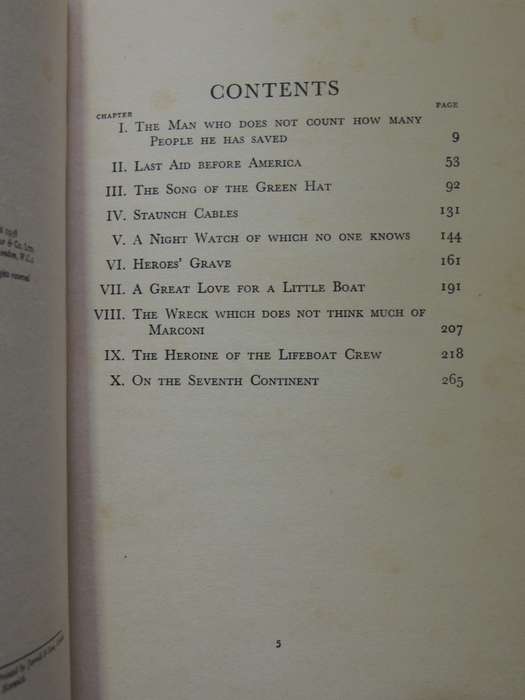 CONTENTS
CHAPTER PAGE
I. THE MAN WHO DOES NOT COUNT HOW MANY
PEOPLE HE HAS SAVED 9
II. LAST AID BEFORE AMERICA 53
III. THE SONG OF THE GREEN HAT 92
IV. STAUNCH CABLES 131
V. A NIGHT WATCH OF WHICH NO ONE KNOWS 144
VI. HEROES' GRAVE 161
VII. A GREAT LOVE FOR A LITTLE BOAT 191
VIII. THE WRECK WHICH DOES NOT THINK MUCH OF
MARCONI 207
IX. THE HEROINE OF THE LIFEBOAT CREW 218
X. ON THE SEVENTH CONTINENT 265
5
1938
& Co. Ltd.
W.C.
reserved